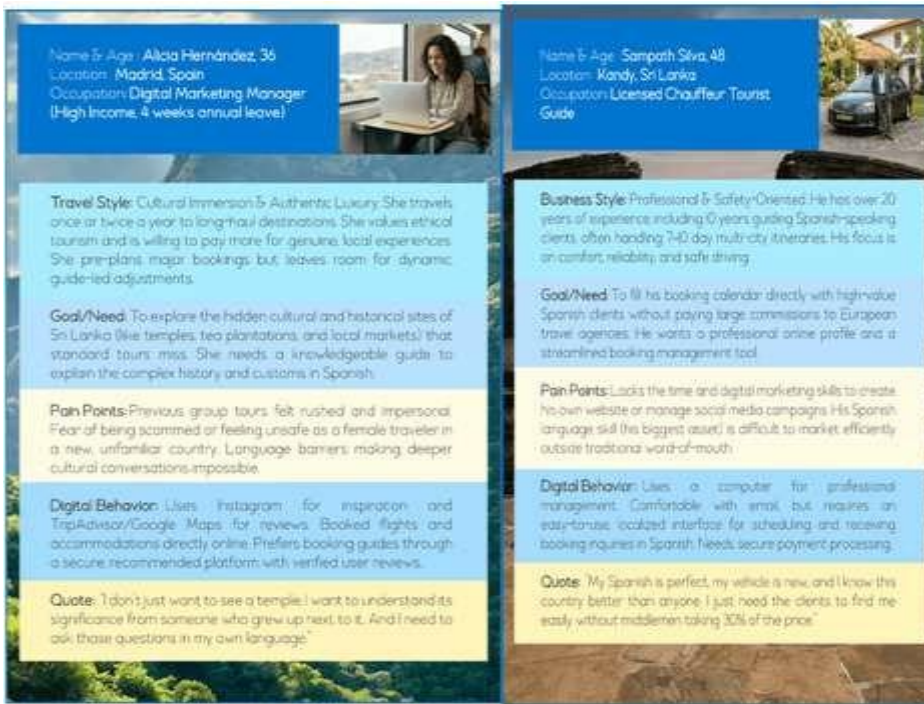 Name & Age : Alicia Hernández, 36
Location: Madrid, Spain
Occupation: Digital Marketing Manager
(High Income, 4 weeks annual leave)
Travel Style: Cultural Immersion & Authentic Luxury. She travels
once or twice a year to long-haul destinations. She values ethical
tourism and is willing to pay more for genuine, local experiences.
She pre-plans major bookings but leaves room for dynamic
guide-led adjustments.
Goal/Need: To explore the hidden cultural and historical sites of
Sri Lanka (like temples, tea plantations, and local markets) that
standard tours miss. She needs a knowledgeable guide to
explain the complex history and customs in Spanish.
Pain Points: Previous group tours felt rushed and impersonal.
Fear of being scammed or feeling unsafe as a female traveler in
a new, unfamiliar country. Language barriers making deeper
cultural conversations impossible.
Digital Behavior: Uses Instagram for inspiration and
TripAdvisor/Google Maps for reviews. Booked flights and
accommodations directly online. Prefers booking guides through
a secure, recommended platform with verified user reviews.
Quote: "I don't just want to see a temple; I want to understand its
significance from someone who grew up next to it. And I need to
ask those questions in my own language."
Name & Age: Sampath Silva, 48
Location: Kandy, Sri Lanka
Occupation: Licensed Chauffeur Tourist
Guide
Business Style: Professional & Safety-Oriented. He has over 20
years of experience including 10 years guiding Spanish-speaking
clients, often handling 7-10 day multi-city itineraries. His focus is
on comfort, reliability, and safe driving.
Goal/Need: To fill his booking calendar directly with high-value
Spanish clients without paying large commissions to European
travel agencies. He wants a professional online profile and a
streamlined booking management tool.
Pain Points: Lacks the time and digital marketing skills to create
his own website or manage social media campaigns. His Spanish
language skill (his biggest asset) is difficult to market efficiently
outside traditional word-of-mouth.
Digital Behavior: Uses a computer for professional
management. Comfortable with email, but requires an
easy-to-use, localized interface for scheduling and receiving
booking inquiries in Spanish. Needs secure payment processing.
Quote: "My Spanish is perfect, my vehicle is new, and I know this
country better than anyone. I just need the clients to find me
easily without middlemen taking 30% of the price."